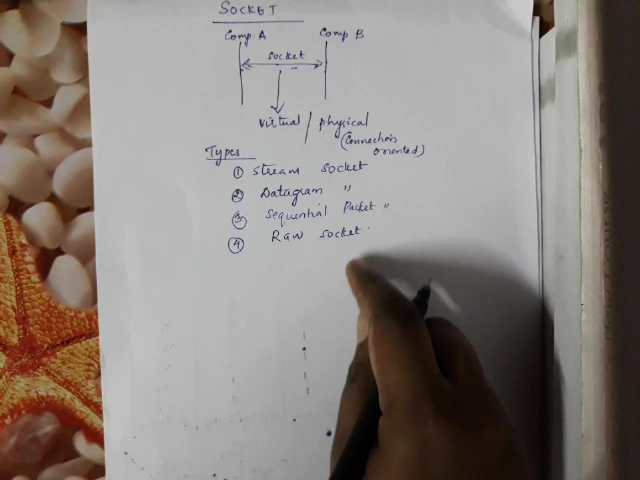 SOCKET
Comp. A Comp B
socket
virtual / physical
(Connection
oriented)
Types
① Stream socket
② Datagram "
③ Sequential Packet "
④ Raw socket.